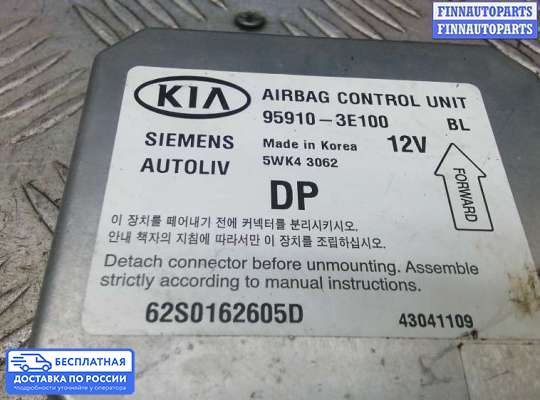 FINNAUTOPARTS
FINNAUTOPARTS
KIA
AIRBAG CONTROL UNIT
95910-3E100 BL
SIEMENS
AUTOLIV
Made in Korea 12V
5WK4 3062
FORWARD
DP
이 장치를 떼어내기 전에 커넥터를 분리시키시오.
안내 책자의 지침에 따라서만 이 장치를 조립하십시오.
Detach connector before unmounting. Assemble
strictly according to manual instructions.
62S0162605D 43041109
БЕСПЛАТНАЯ
ДОСТАВКА ПО РОССИИ
*подробности уточняйте у оператора